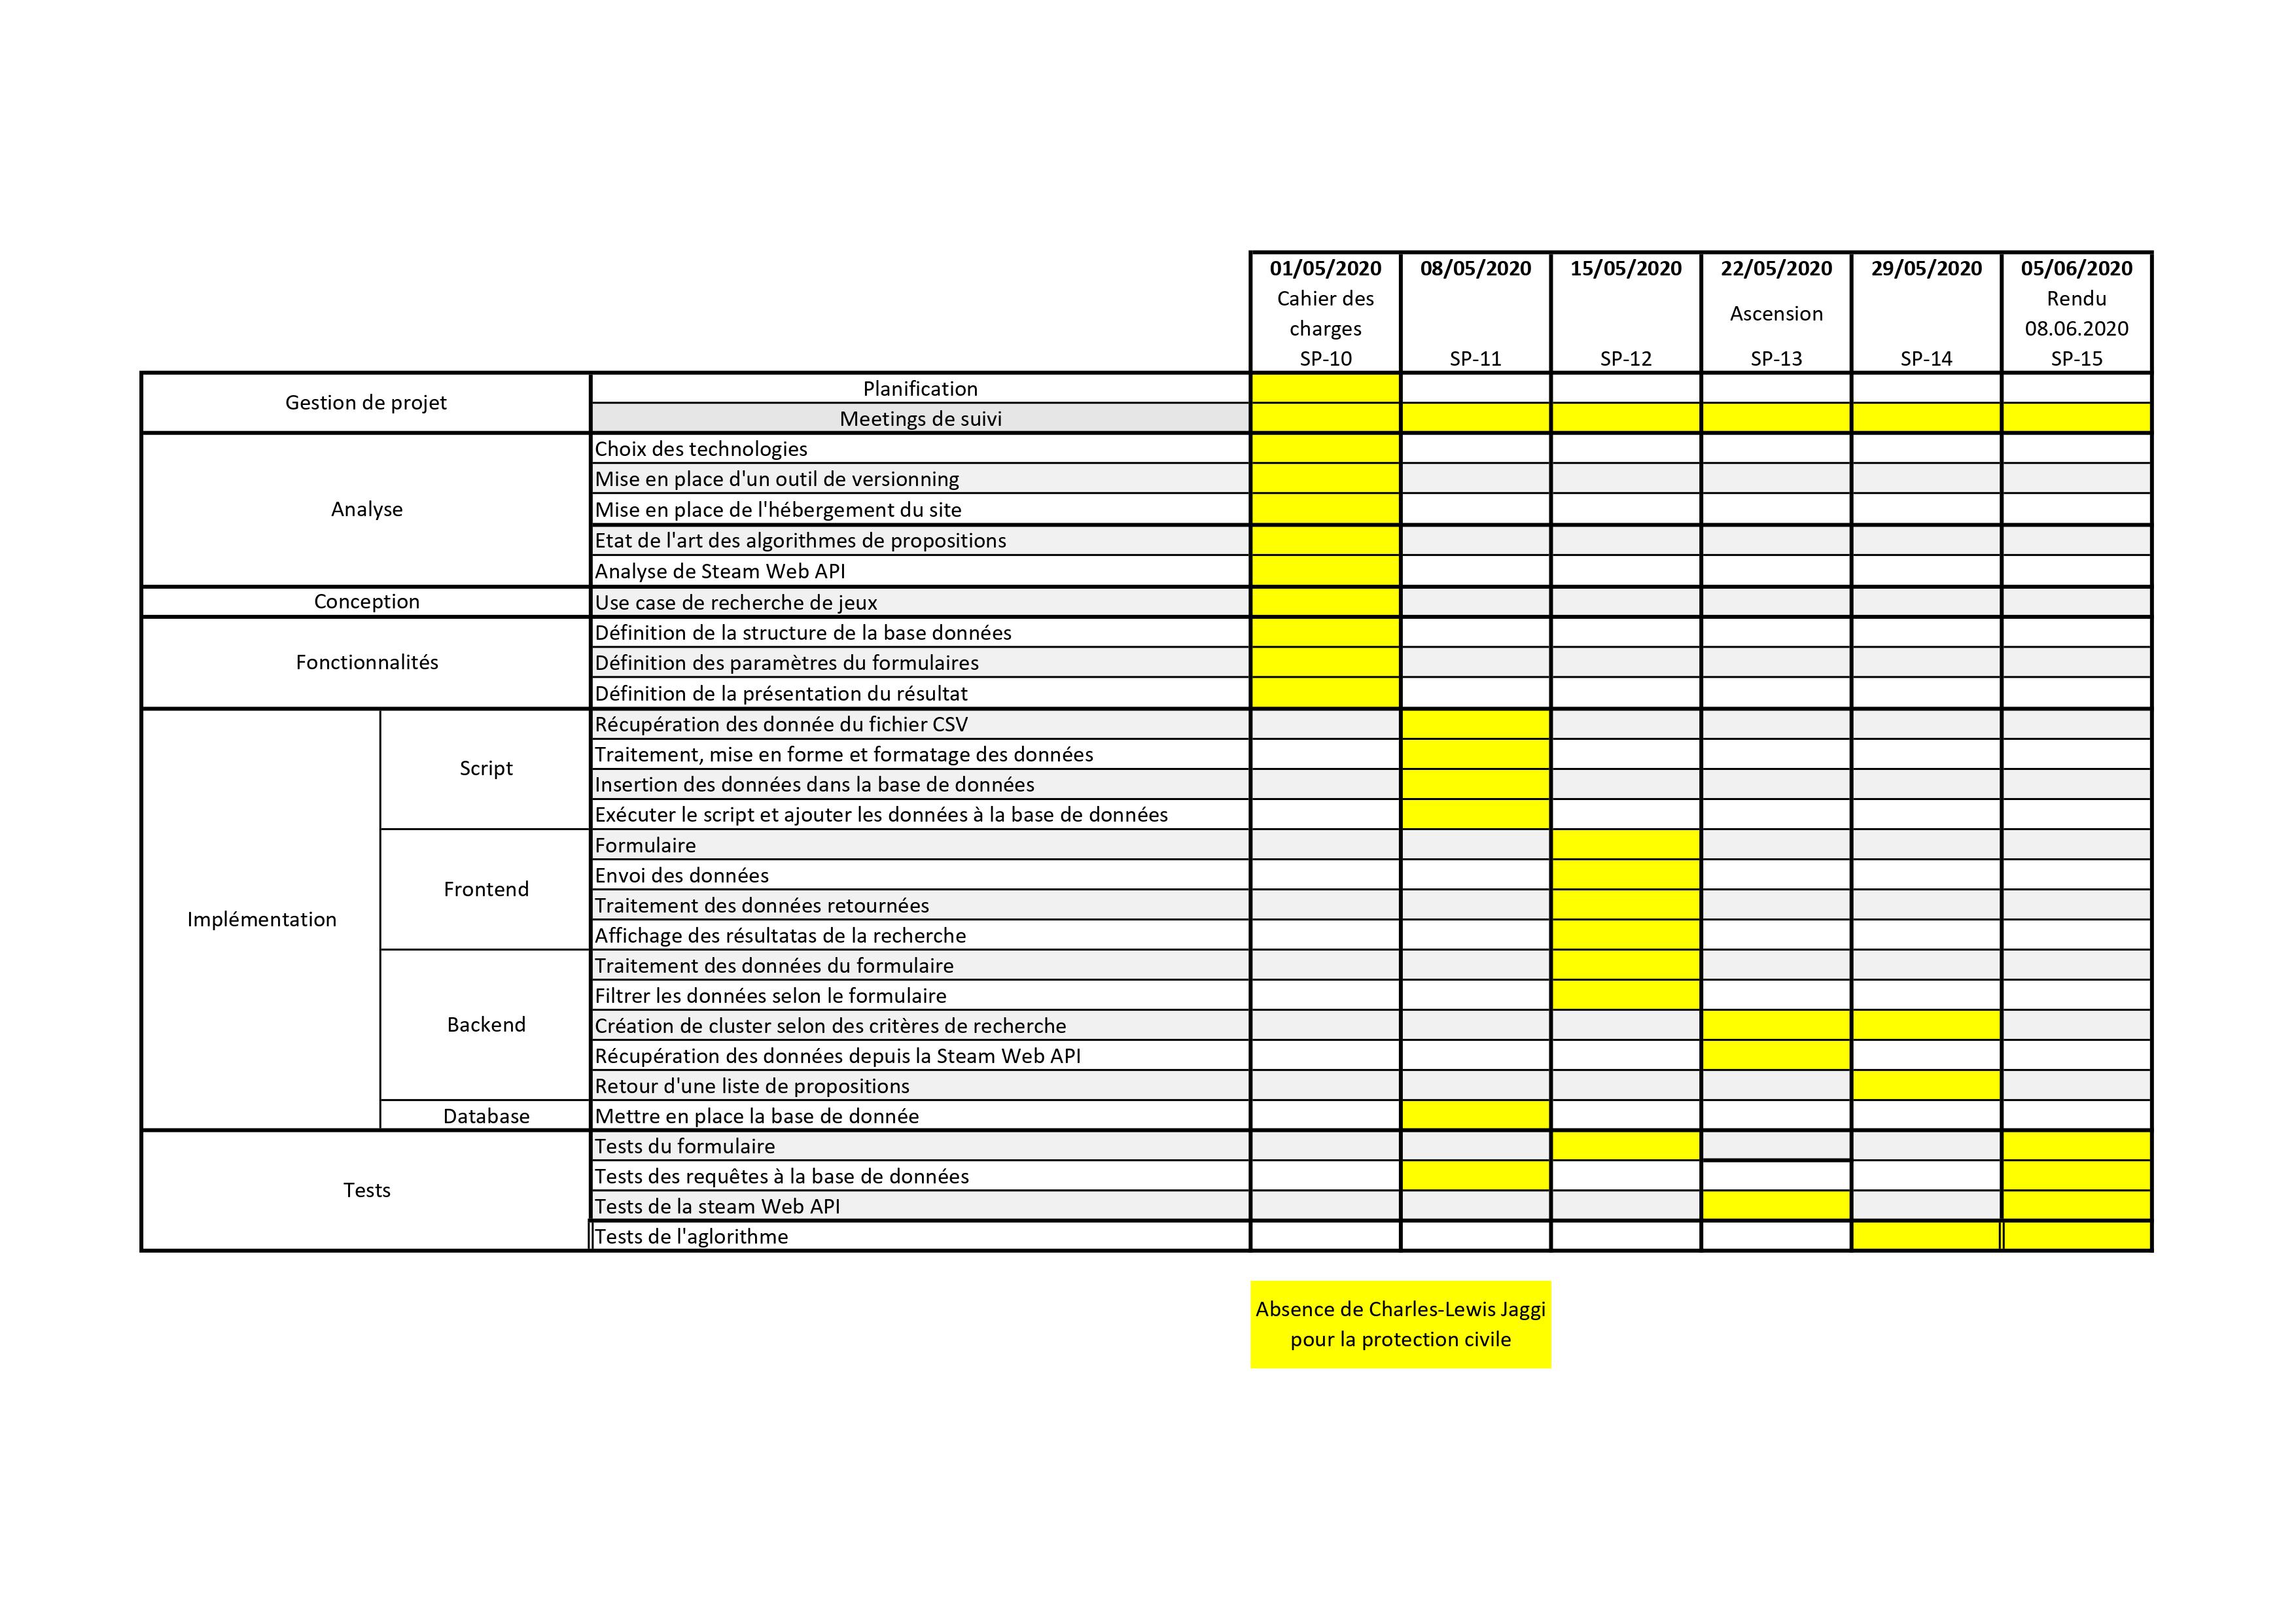 01/05/2020 08/05/2020 15/05/2020 22/05/2020 29/05/2020 05/06/2020
Cahier des charges Ascension Rendu 08.06.2020
SP-10 SP-11 SP-12 SP-13 SP-14 SP-15
Gestion de projet
Planification
Meetings de suivi
Analyse
Choix des technologies
Mise en place d'un outil de versionning
Mise en place de l'hébergement du site
Etat de l'art des algorithmes de propositions
Analyse de Steam Web API
Conception
Use case de recherche de jeux
Fonctionnalités
Définition de la structure de la base données
Définition des paramètres du formulaires
Définition de la présentation du résultat
Implémentation
Script
Récupération des donnée du fichier CSV
Traitement, mise en forme et formatage des données
Insertion des données dans la base de données
Exécuter le script et ajouter les données à la base de données
Frontend
Formulaire
Envoi des données
Traitement des données retournées
Affichage des résultatas de la recherche
Backend
Traitement des données du formulaire
Filtrer les données selon le formulaire
Création de cluster selon des critères de recherche
Récupération des données depuis la Steam Web API
Retour d'une liste de propositions
Database
Mettre en place la base de donnée
Tests
Tests du formulaire
Tests des requêtes à la base de données
Tests de la steam Web API
Tests de l'aglorithme
Absence de Charles-Lewis Jaggi
pour la protection civile